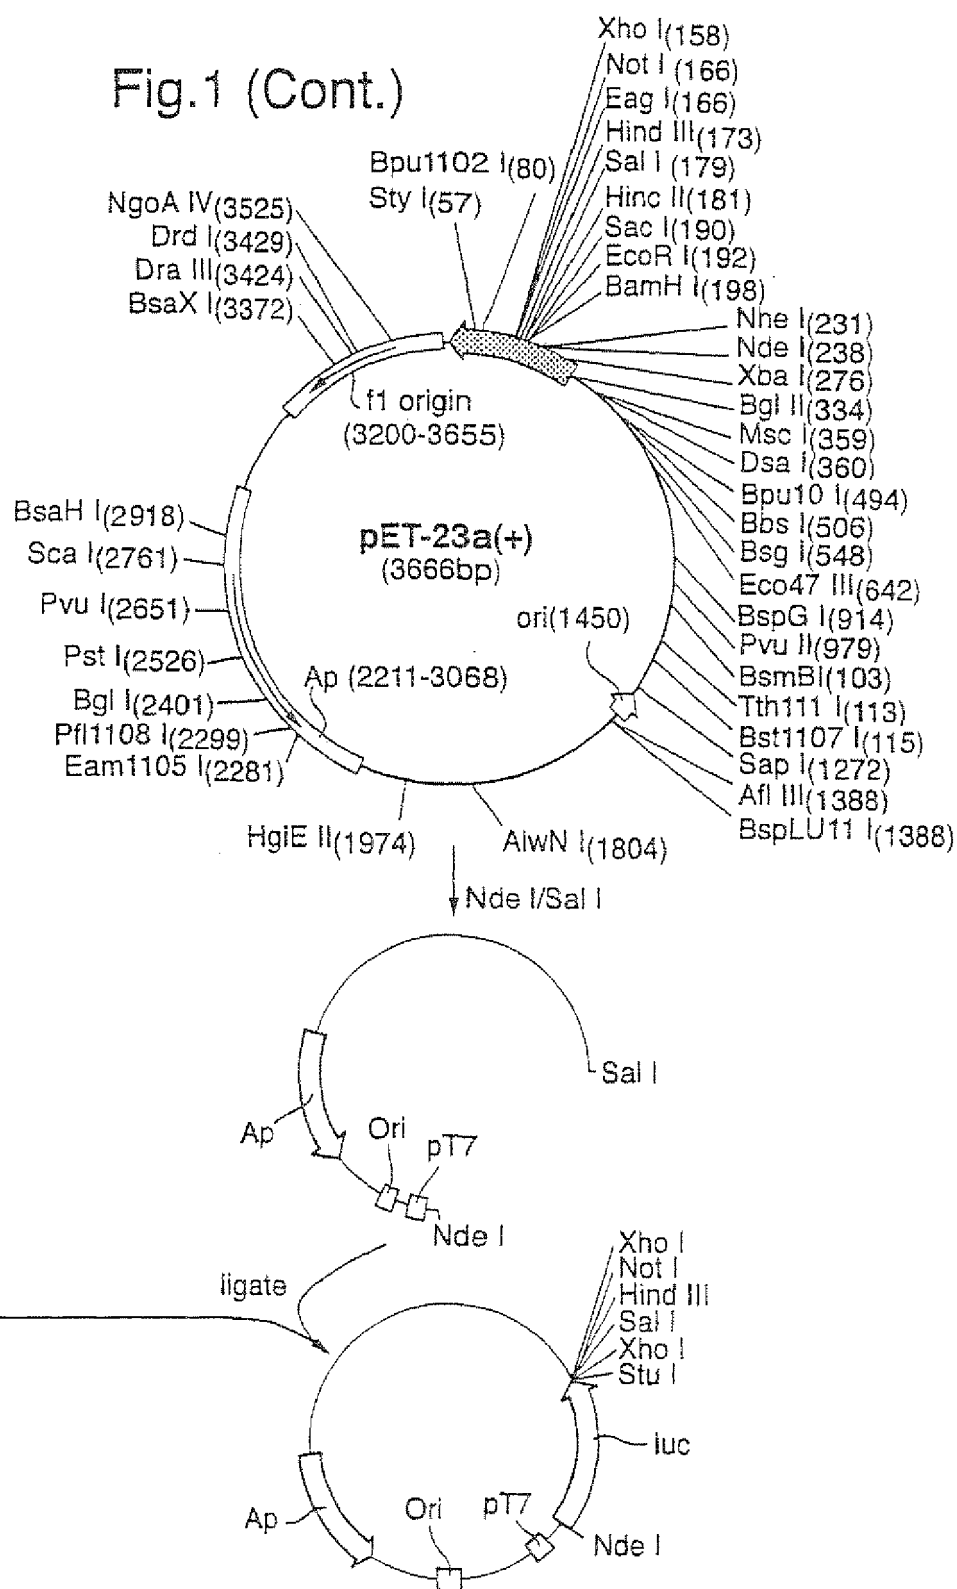 Fig.1 (Cont.)
Xho I(158)
Not I (166)
Eag I(166)
Hind III(173)
Sal I (179)
Hinc II(181)
Sac I(190)
EcoR I(192)
BamH I(198)
Bpu1102 I(80)
Sty I(57)
NgoA IV(3525)
Drd I(3429)
Dra III(3424)
BsaX I(3372)
Nhe I(231)
Nde I(238)
Xba I(276)
Bgl II(334)
Msc I(359)
Dsa I(360)
Bpu10 I(494)
Bbs I(506)
Bsg I(548)
Eco47 III(642)
BspG I(914)
Pvu II(979)
BsmBI(103)
Tth111 I(113)
Bst1107 I(115)
Sap I(1272)
Afl III(1388)
BspLU11 I(1388)
f1 origin
(3200-3655)
BsaH I(2918)
Sca I(2761)
Pvu I(2651)
Pst I(2526)
Bgl I(2401)
Pfl1108 I(2299)
Eam1105 I(2281)
pET-23a(+)
(3666bp)
ori(1450)
Ap (2211-3068)
HgiE II(1974)
AlwN I(1804)
Nde I/Sal I
Sal I
Ap
Ori
pT7
Nde I
ligate
Xho I
Not I
Hind III
Sal I
Xho I
Stu I
luc
Ap
Ori
pT7
Nde I